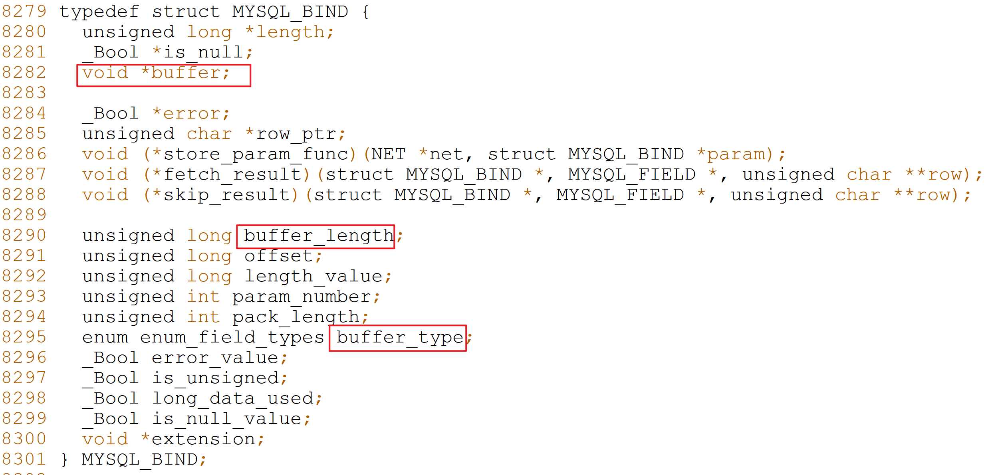 8279 typedef struct MYSQL_BIND {
8280   unsigned long *length;
8281   _Bool *is_null;
8282   void *buffer;
8283
8284   _Bool *error;
8285   unsigned char *row_ptr;
8286   void (*store_param_func)(NET *net, struct MYSQL_BIND *param);
8287   void (*fetch_result)(struct MYSQL_BIND *, MYSQL_FIELD *, unsigned char **row);
8288   void (*skip_result)(struct MYSQL_BIND *, MYSQL_FIELD *, unsigned char **row);
8289
8290   unsigned long buffer_length;
8291   unsigned long offset;
8292   unsigned long length_value;
8293   unsigned int param_number;
8294   unsigned int pack_length;
8295   enum enum_field_types buffer_type;
8296   _Bool error_value;
8297   _Bool is_unsigned;
8298   _Bool long_data_used;
8299   _Bool is_null_value;
8300   void *extension;
8301 } MYSQL_BIND;